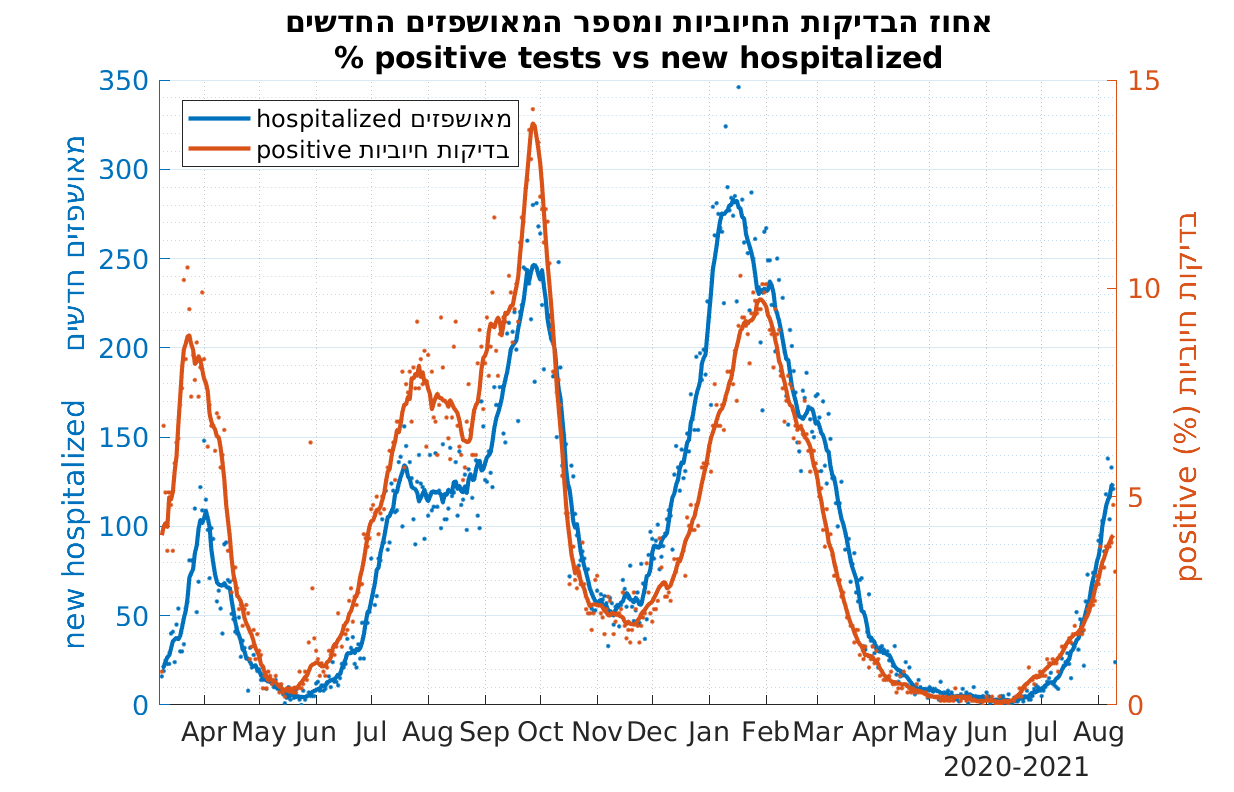 אחוז הבדיקות החיוביות ומספר המאושפזים החדשים
% positive tests vs new hospitalized
350
300
250
200
150
100
50
0
new hospitalized מאושפזים חדשים
hospitalized מאושפזים
positive בדיקות חיוביות
15
10
5
0
positive (%) בדיקות חיוביות
Apr May Jun Jul Aug Sep Oct Nov Dec Jan Feb Mar Apr May Jun Jul Aug
2020-2021